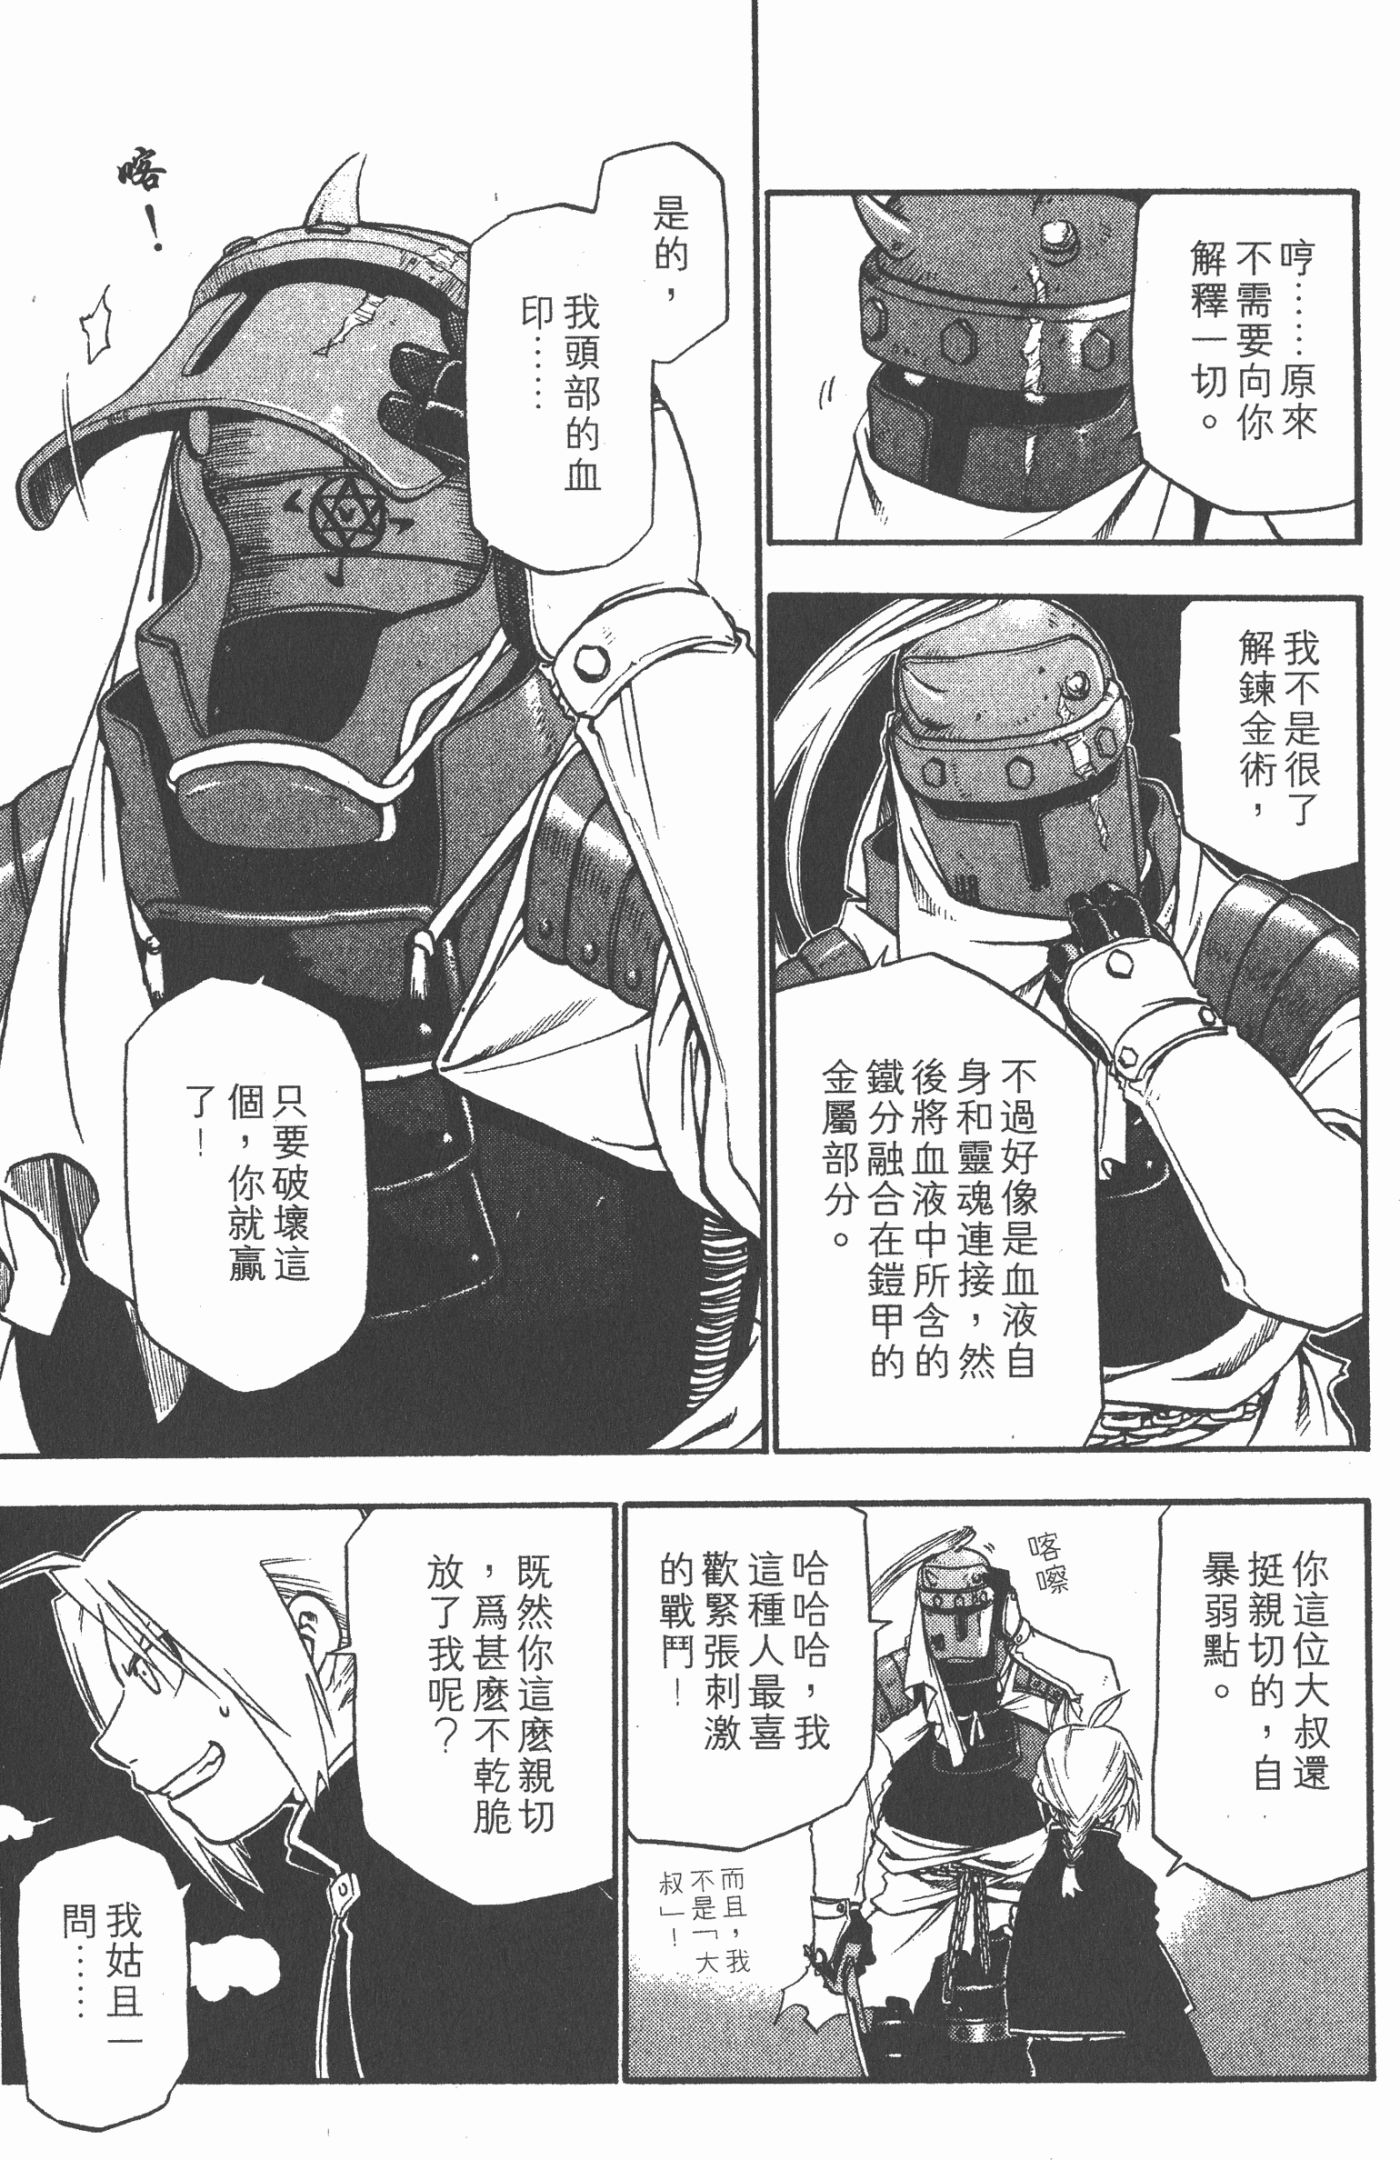 哼……原來
不需要向你
解釋一切。
我不是很了
解鍊金術，
不過好像是血液自
身和靈魂連接，然
後將血液中所含的
鐵分融合在鎧甲的
金屬部分。
是的，
我頭部的血
印……
喀！
只要破壞這
個，你就贏
了！
你這位大叔還
挺親切的，自
暴弱點。
喀嚓
哈哈哈，我
這種人最喜
歡緊張刺激
的戰鬥！
而且，我
不是「大
叔」！
既然你這麼親切
，爲甚麼不乾脆
放了我呢？
我姑且一
問……